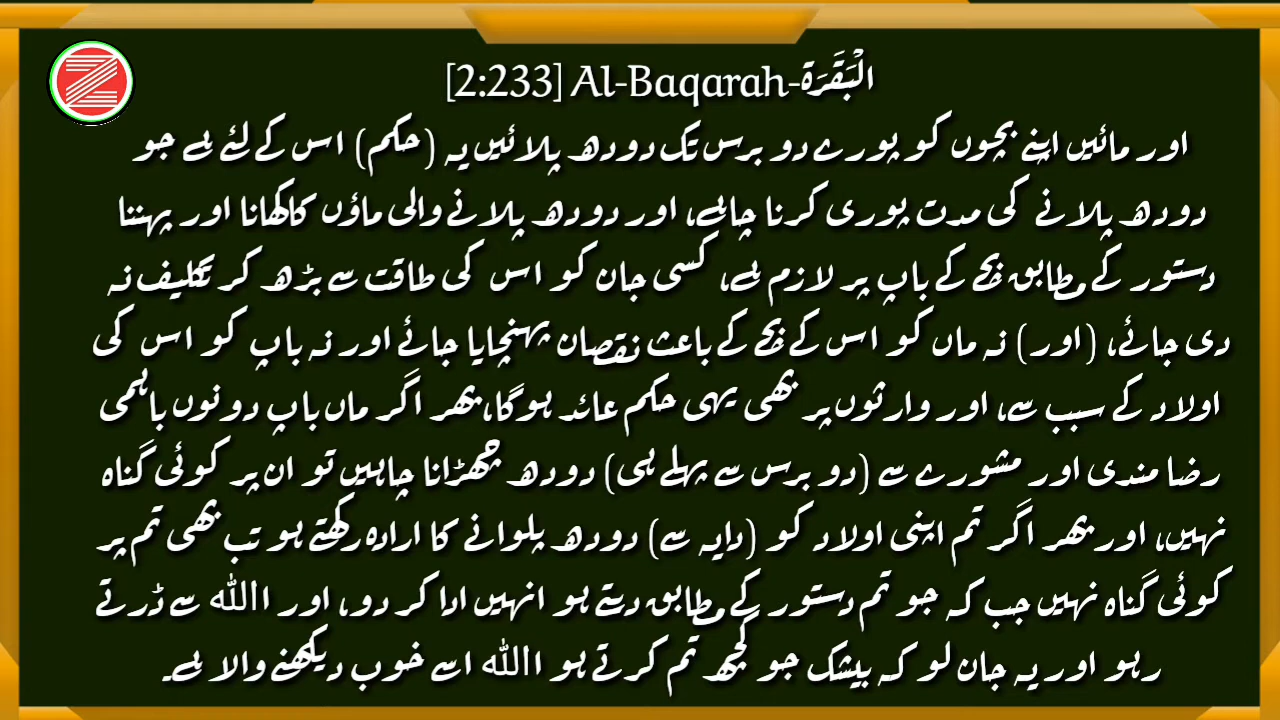 [2:233] Al-Baqarah-الْبَقَرَة
اور مائیں اپنے بچوں کو پورے دو برس تک دودھ پلائیں یہ (حکم) اس کے لئے ہے جو
دودھ پلانے کی مدت پوری کرنا چاہے، اور دودھ پلانے والی ماؤں کا کھانا اور پہننا
دستور کے مطابق بچے کے باپ پر لازم ہے، کسی جان کو اس کی طاقت سے بڑھ کر تکلیف نہ
دی جائے، (اور) نہ ماں کو اس کے بچے کے باعث نقصان پہنچایا جائے اور نہ باپ کو اس کی
اولاد کے سبب سے، اور وارثوں پر بھی یہی حکم عائد ہوگا، پھر اگر ماں باپ دونوں باہمی
رضا مندی اور مشورے سے (دو برس سے پہلے ہی) دودھ چھڑانا چاہیں تو ان پر کوئی گناہ
نہیں، اور پھر اگر تم اپنی اولاد کو (دایہ سے) دودھ پلوانے کا ارادہ رکھتے ہو تب بھی تم پر
کوئی گناہ نہیں جب کہ جو تم دستور کے مطابق دیتے ہو انہیں ادا کر دو، اور اﷲ سے ڈرتے
رہو اور یہ جان لو کہ بیشک جو کچھ تم کرتے ہو اﷲ اسے خوب دیکھنے والا ہے۔